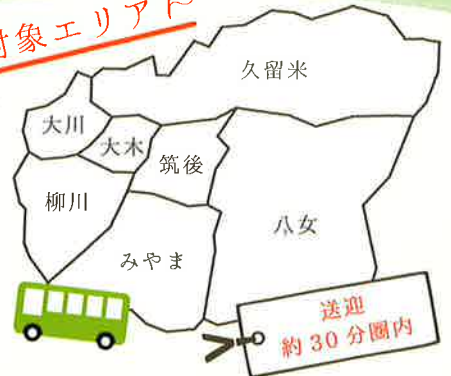 対象エリア
久留米
大川
大木
筑後
柳川
八女
みやま
送迎
約30分圏内